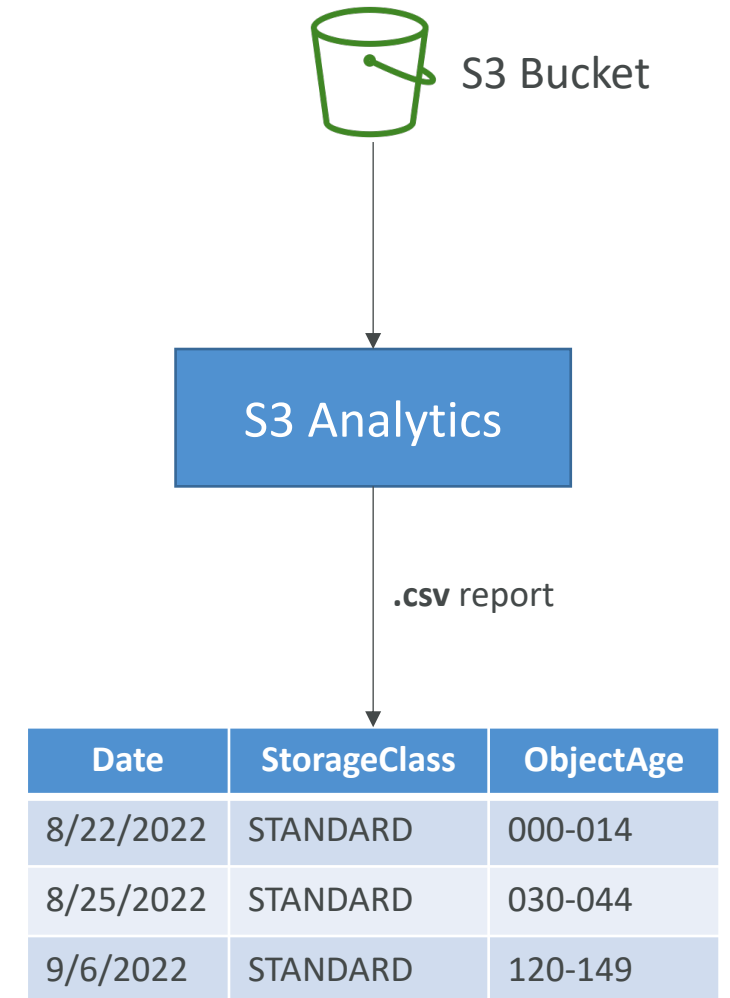 S3 Bucket
S3 Analytics
.csv report
Date StorageClass ObjectAge
8/22/2022 STANDARD 000-014
8/25/2022 STANDARD 030-044
9/6/2022 STANDARD 120-149